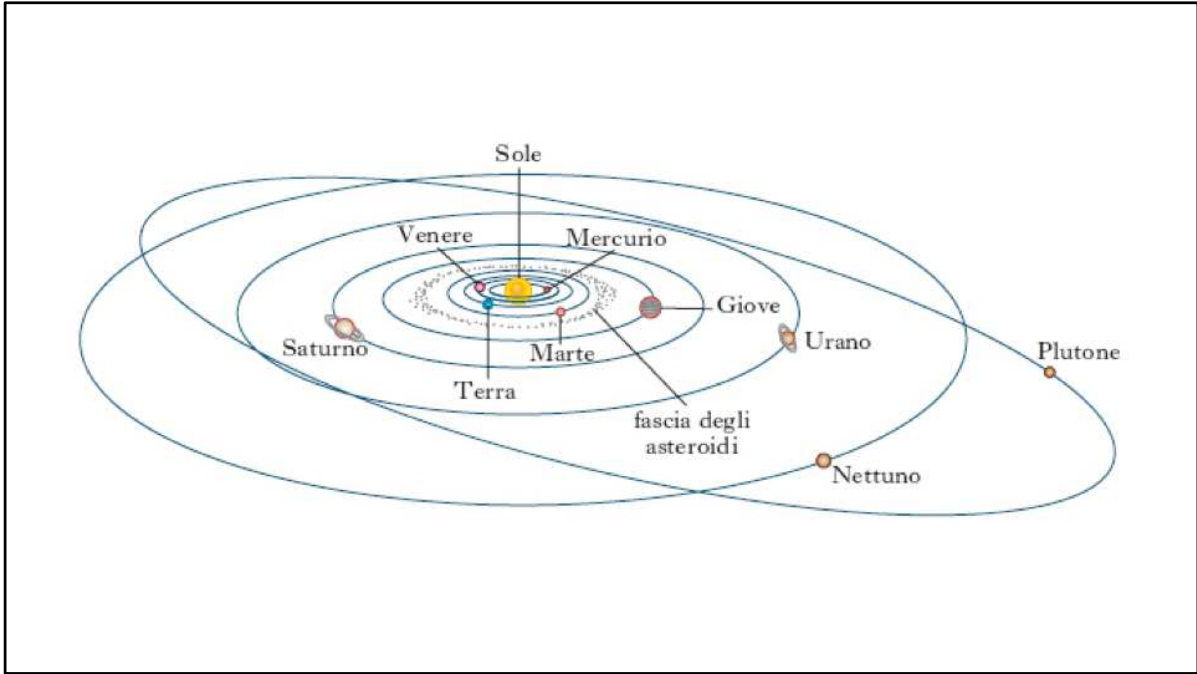 Sole
Venere
Mercurio
Giove
Saturno
Marte
Urano
Plutone
Terra
fascia degli
asteroidi
Nettuno